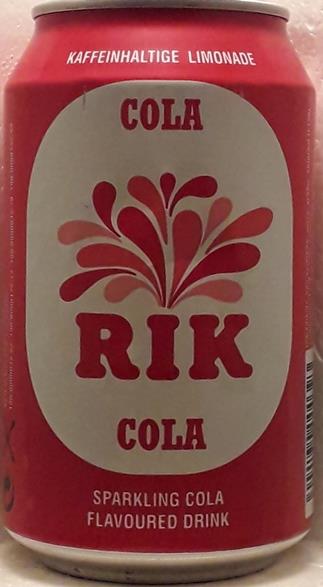 KAFFEINHALTIGE LIMONADE
COLA
RIK
COLA
SPARKLING COLA
FLAVOURED DRINK